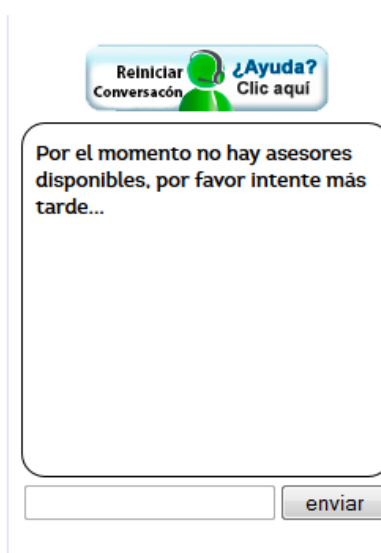 Reiniciar
Conversacón
¿Ayuda?
Clic aquí
Por el momento no hay asesores
disponibles, por favor intente más
tarde...
enviar